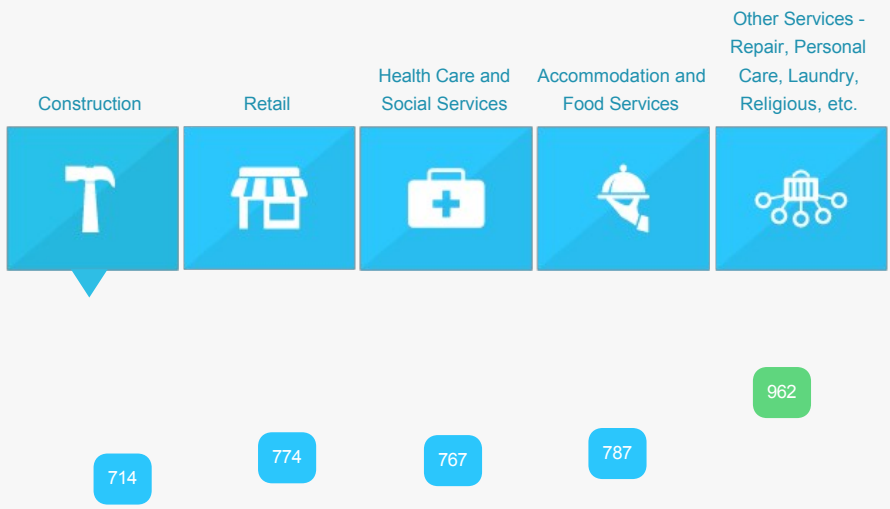 Construction
Retail
Health Care and
Social Services
Accommodation and
Food Services
Other Services -
Repair, Personal
Care, Laundry,
Religious, etc.
714
774
767
787
962